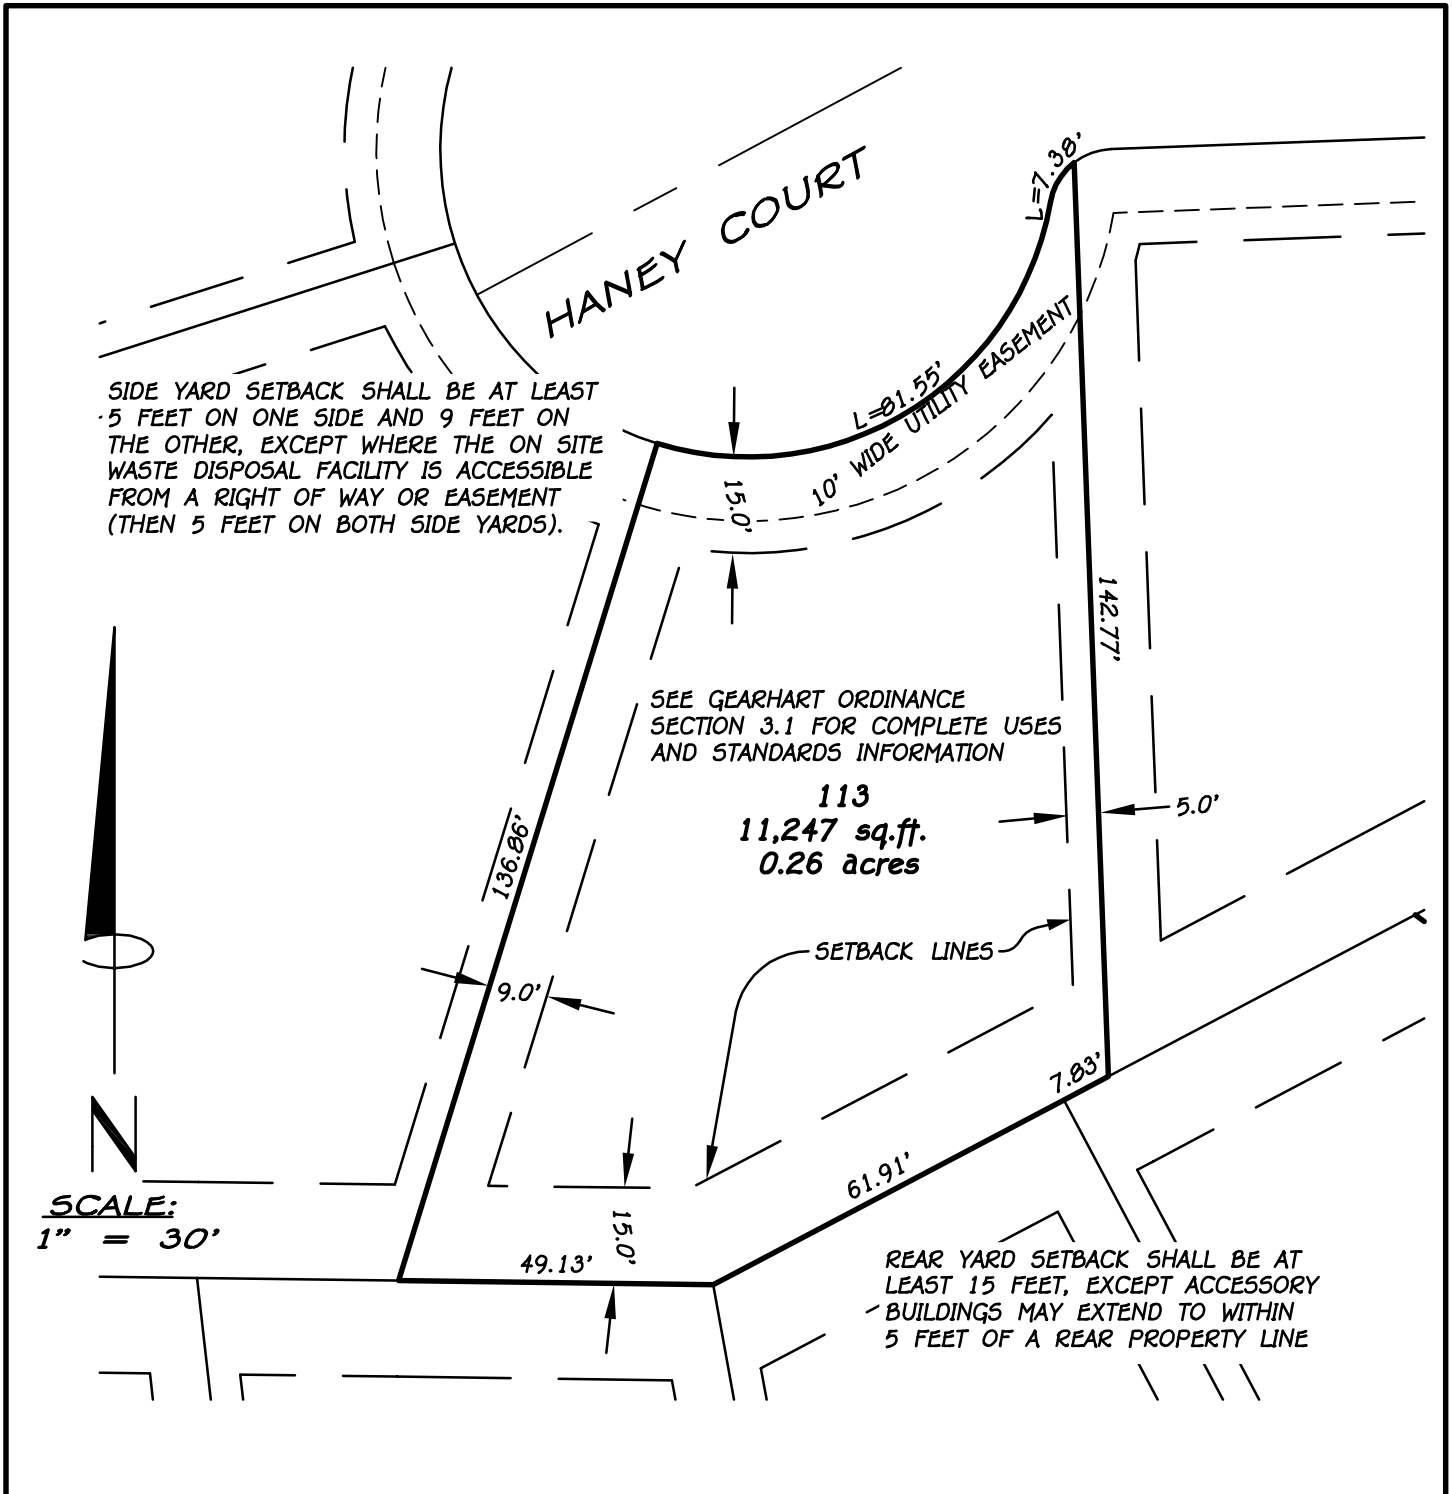 L=7.38'
HANEY COURT
SIDE YARD SETBACK SHALL BE AT LEAST
5 FEET ON ONE SIDE AND 9 FEET ON
THE OTHER, EXCEPT WHERE THE ON SITE
WASTE DISPOSAL FACILITY IS ACCESSIBLE
FROM A RIGHT OF WAY OR EASEMENT
(THEN 5 FEET ON BOTH SIDE YARDS).
L=81.55'
10' WIDE UTILITY EASEMENT
15.0'
142.77'
SEE GEARHART ORDINANCE
SECTION 3.1 FOR COMPLETE USES
AND STANDARDS INFORMATION
113
11,247 sq.ft.
0.26 acres
5.0'
136.86'
SETBACK LINES
9.0'
7.83'
N
61.91'
SCALE:
1" = 30'
15.0'
49.13'
REAR YARD SETBACK SHALL BE AT
LEAST 15 FEET, EXCEPT ACCESSORY
BUILDINGS MAY EXTEND TO WITHIN
5 FEET OF A REAR PROPERTY LINE